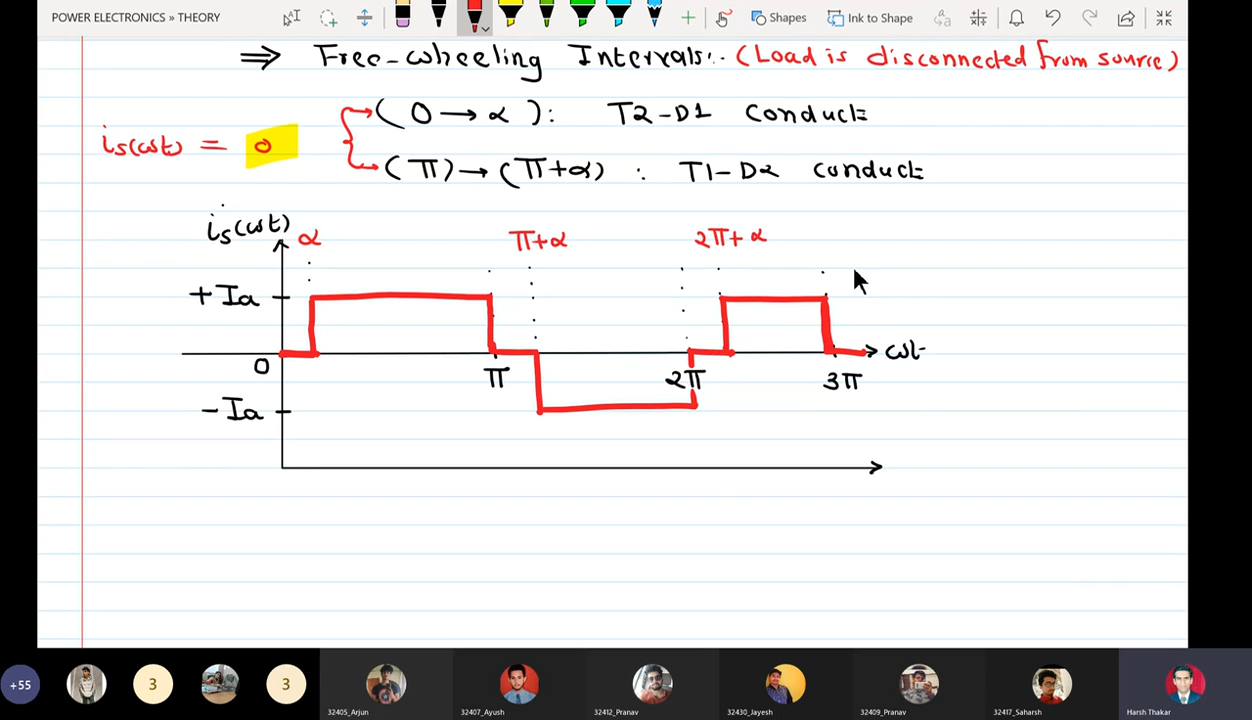 POWER ELECTRONICS » THEORY
Shapes
Ink to Shape
⇒ Free-wheeling Intervals:- (Load is disconnected from source)
(0 → α): T2-D1 conduct
is(ωt) = 0
(π) → (π+α) : T1-D2 conduct
is(ωt) α π+α 2π+α
+Ia
0 π 2π 3π ωt
-Ia
+55
3
3
32405_Arjun
32407_Ayush
32412_Pranav
32430_Jayesh
32409_Pranav
32417_Saharsh
Harsh Thakar